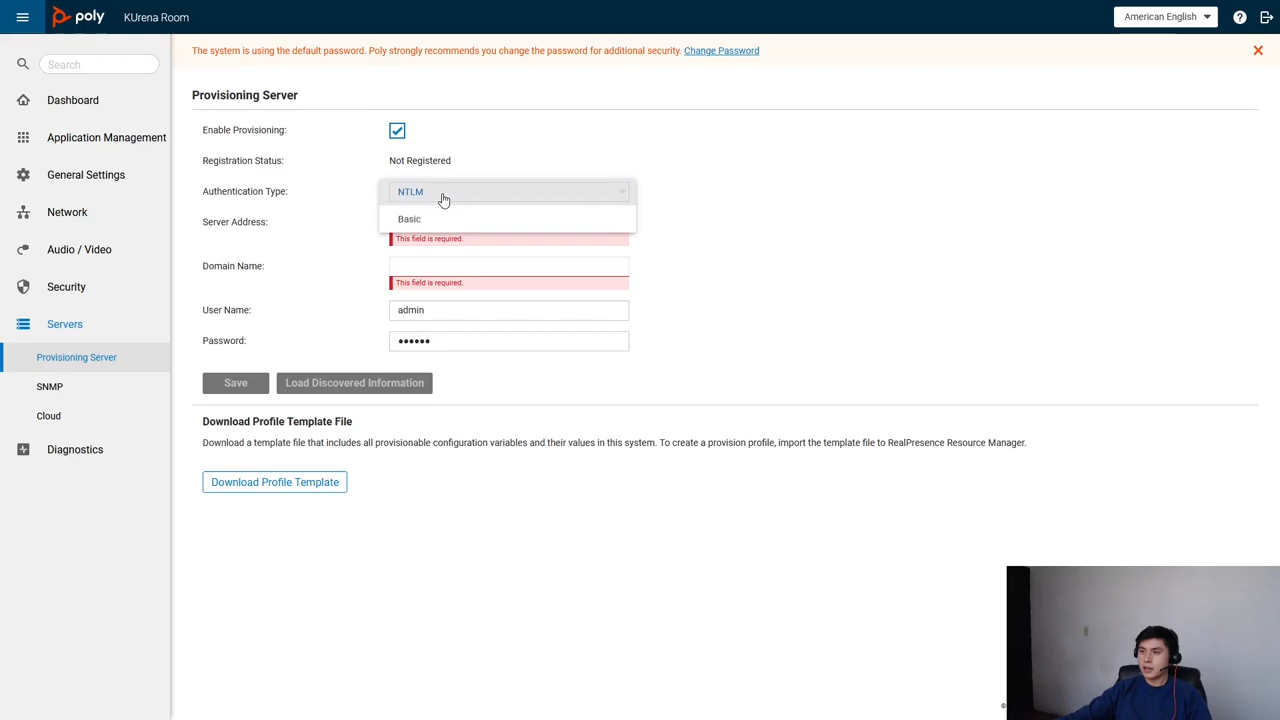 poly
KUrena Room
American English
The system is using the default password. Poly strongly recommends you change the password for additional security. Change Password
Search
Dashboard
Application Management
General Settings
Network
Audio / Video
Security
Servers
Provisioning Server
SNMP
Cloud
Diagnostics
Provisioning Server
Enable Provisioning:
Registration Status: Not Registered
Authentication Type: NTLM
Basic
Server Address:
This field is required.
Domain Name:
This field is required.
User Name: admin
Password: ••••••
Save Load Discovered Information
Download Profile Template File
Download a template file that includes all provisionable configuration variables and their values in this system. To create a provision profile, import the template file to RealPresence Resource Manager.
Download Profile Template
©